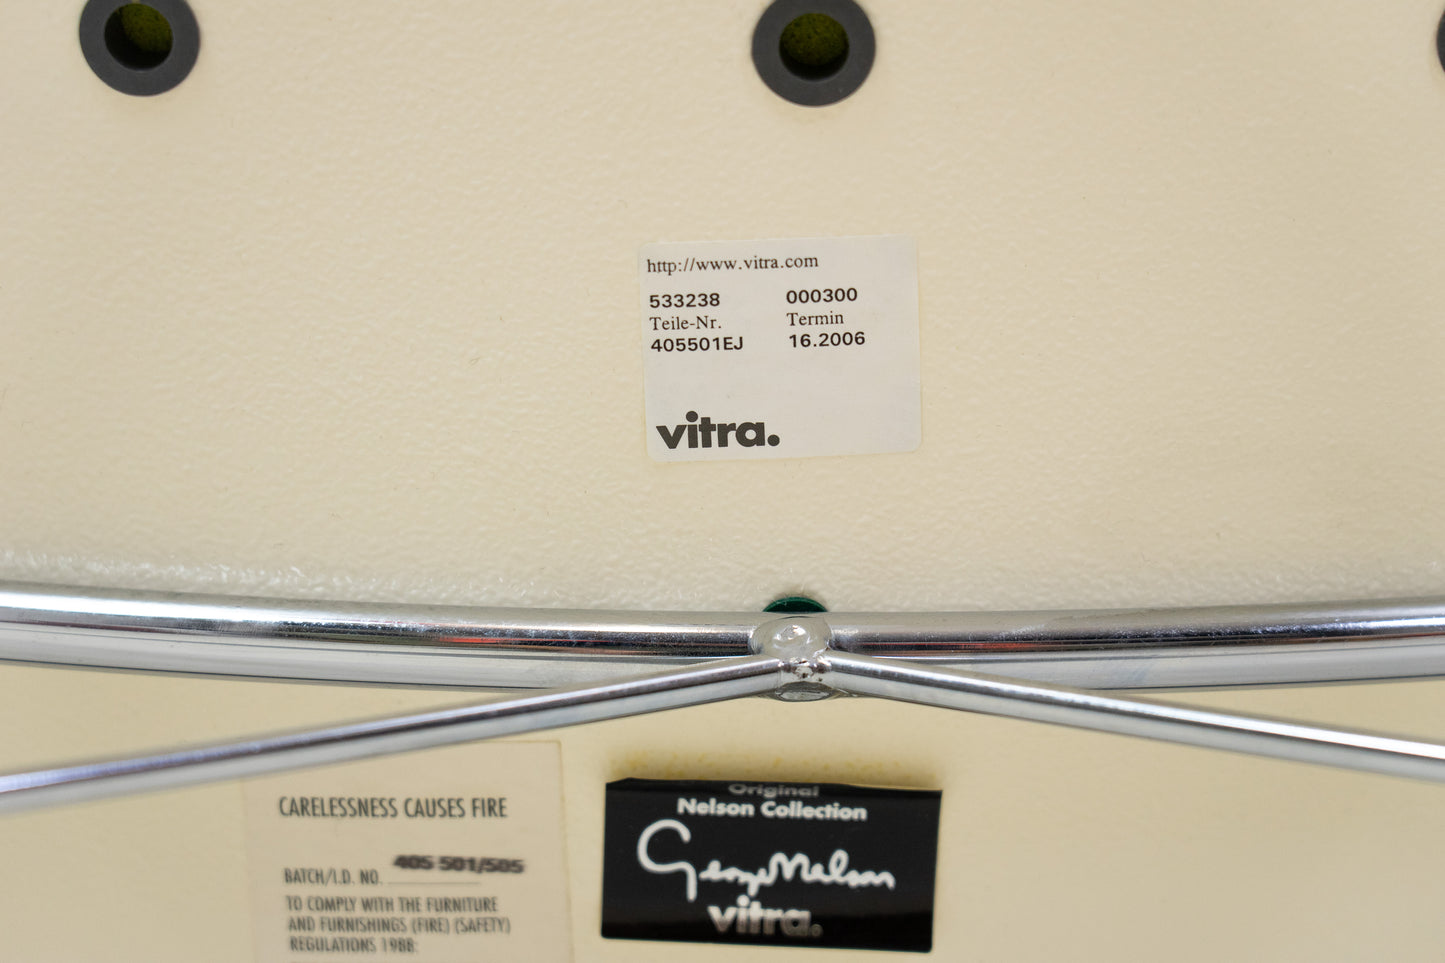 http://www.vitra.com
533238 000300
Teile-Nr. Termin
405501EJ 16.2006
vitra.
CARELESSNESS CAUSES FIRE
BATCH/I.D. NO. 405 501/505
TO COMPLY WITH THE FURNITURE
AND FURNISHINGS (FIRE) (SAFETY)
REGULATIONS 1988:
Original
Nelson Collection
George Nelson
vitra.